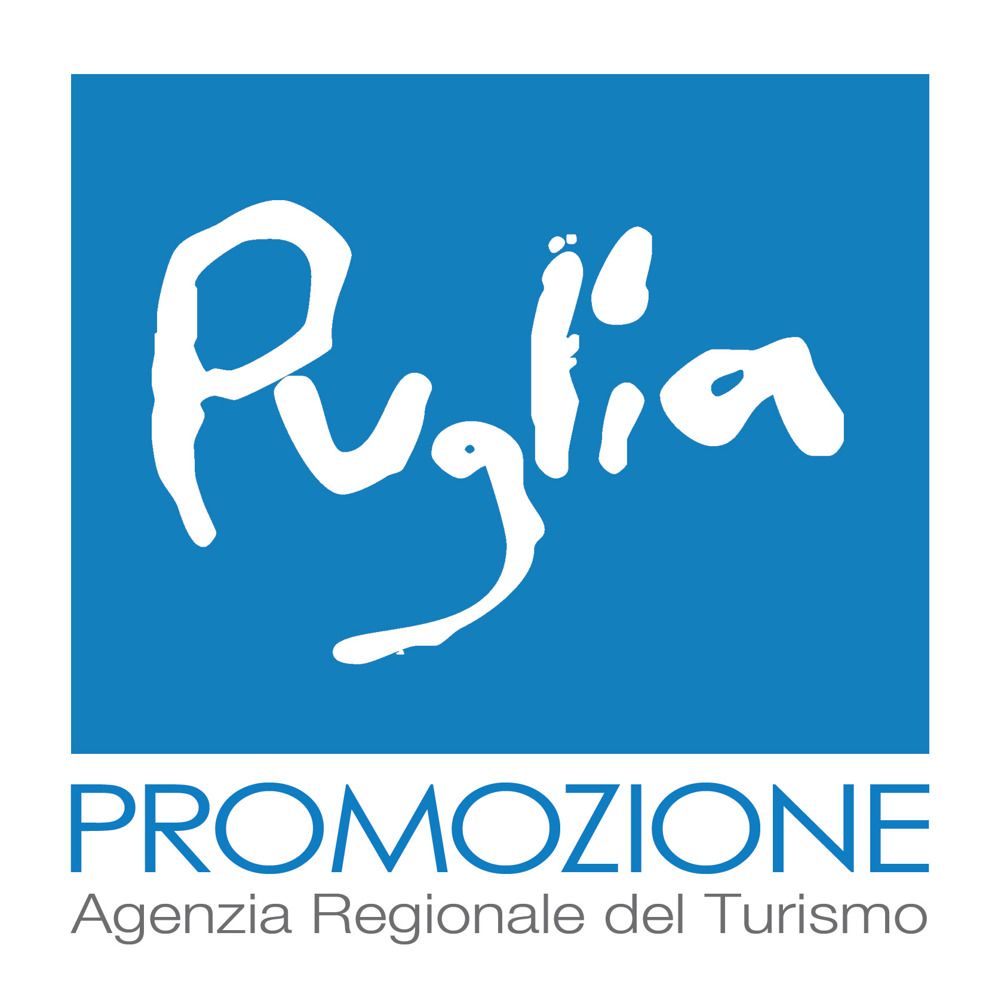 Puglia
PROMOZIONE
Agenzia Regionale del Turismo